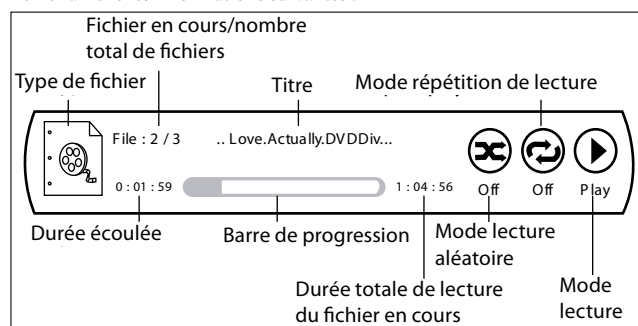 Fichier en cours/nombre
total de fichiers
Type de fichier
Titre
Mode répétition de lecture
File : 2 / 3
.. Love.Actually.DVDDiv...
0 : 01 : 59
1 : 04 : 56
Off
Off
Play
Durée écoulée
Barre de progression
Mode lecture
aléatoire
Durée totale de lecture
du fichier en cours
Mode
lecture